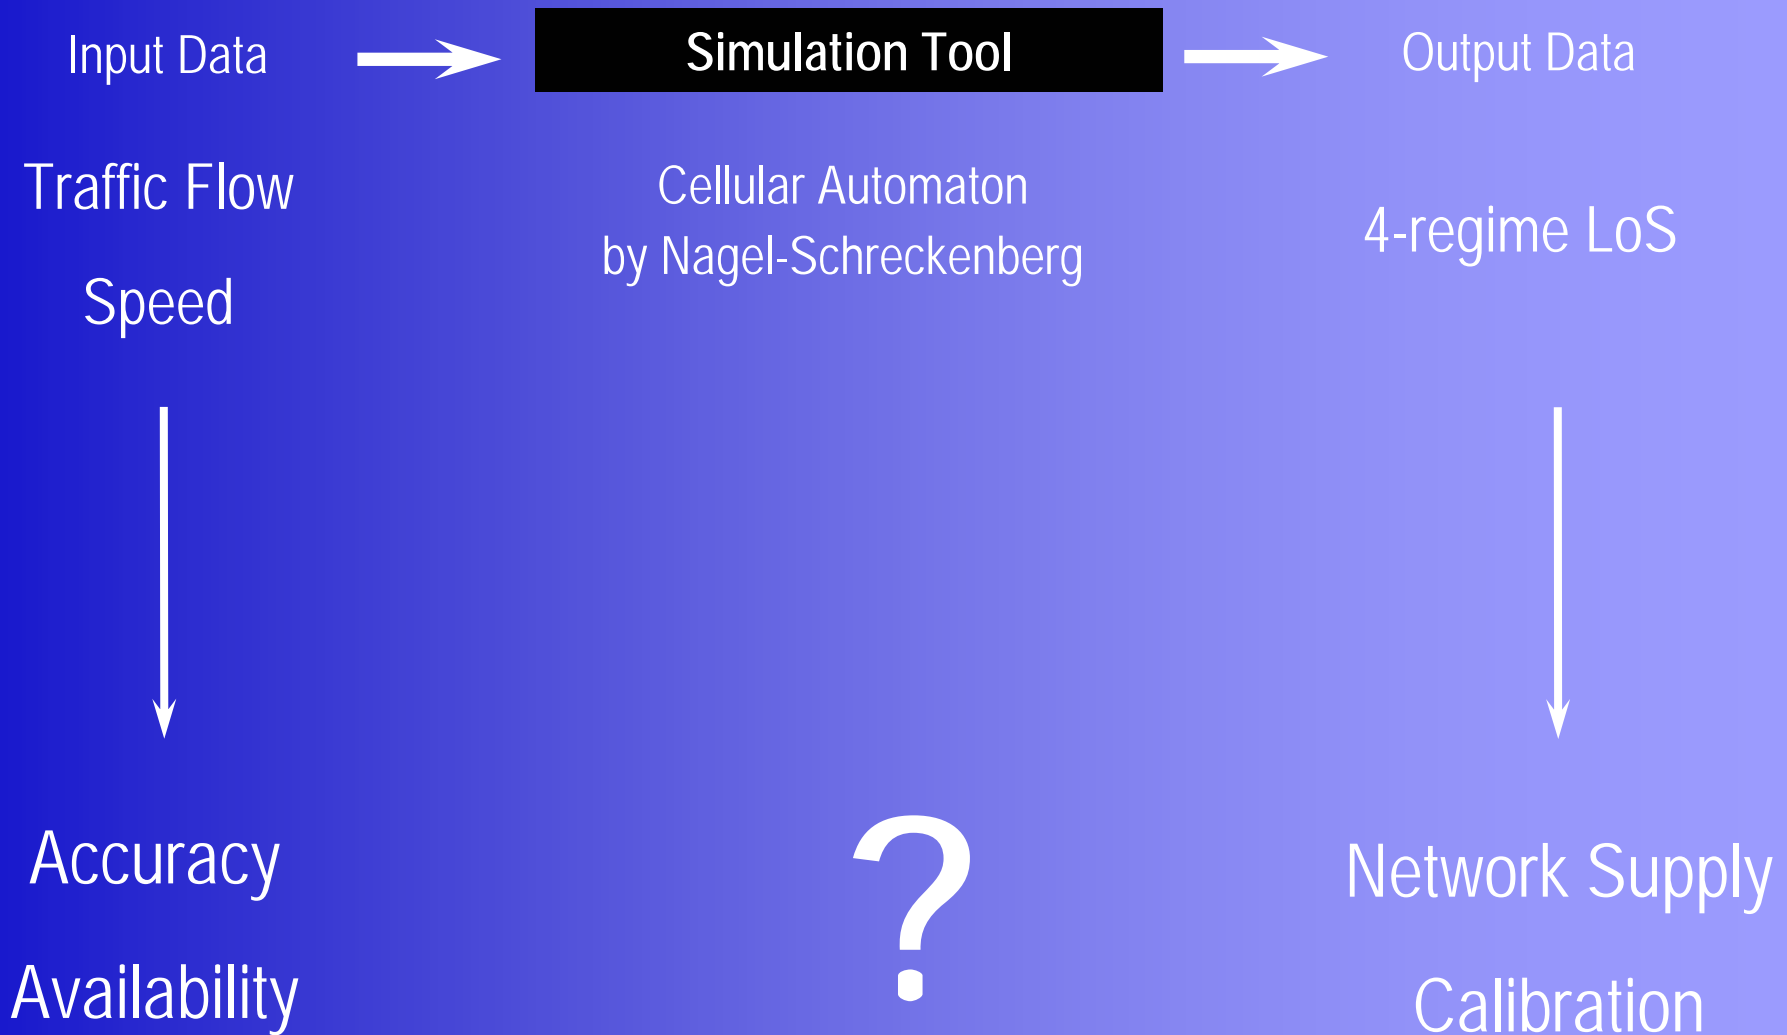 Input Data
Simulation Tool
Output Data
Traffic Flow
Speed
Cellular Automaton
by Nagel-Schreckenberg
4-regime LoS
Accuracy
Availability
?
Network Supply
Calibration